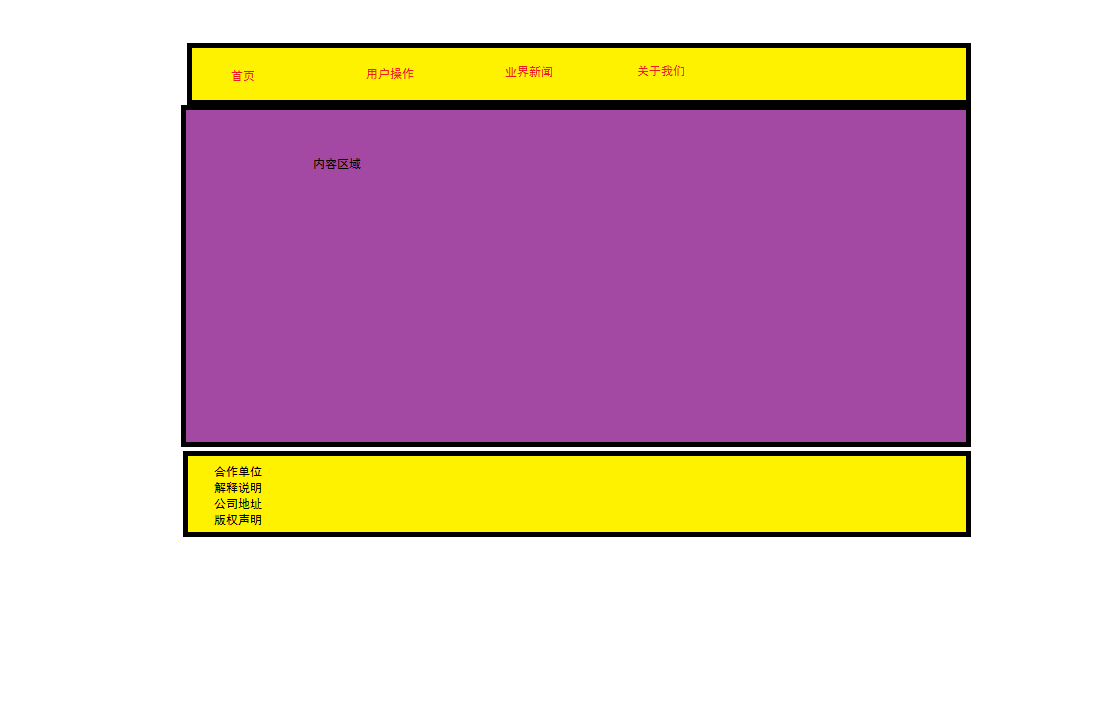 首页 用户操作 业界新闻 关于我们
内容区域
合作单位
解释说明
公司地址
版权声明